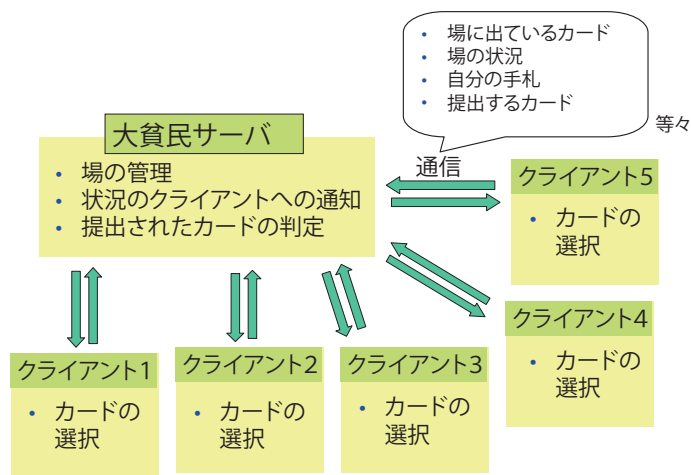 • 場に出ているカード
• 場の状況
• 自分の手札
• 提出するカード
等々
大貧民サーバ
• 場の管理
• 状況のクライアントへの通知
• 提出されたカードの判定
通信
クライアント5
• カードの
選択
クライアント4
• カードの
選択
クライアント1
• カードの
選択
クライアント2
• カードの
選択
クライアント3
• カードの
選択